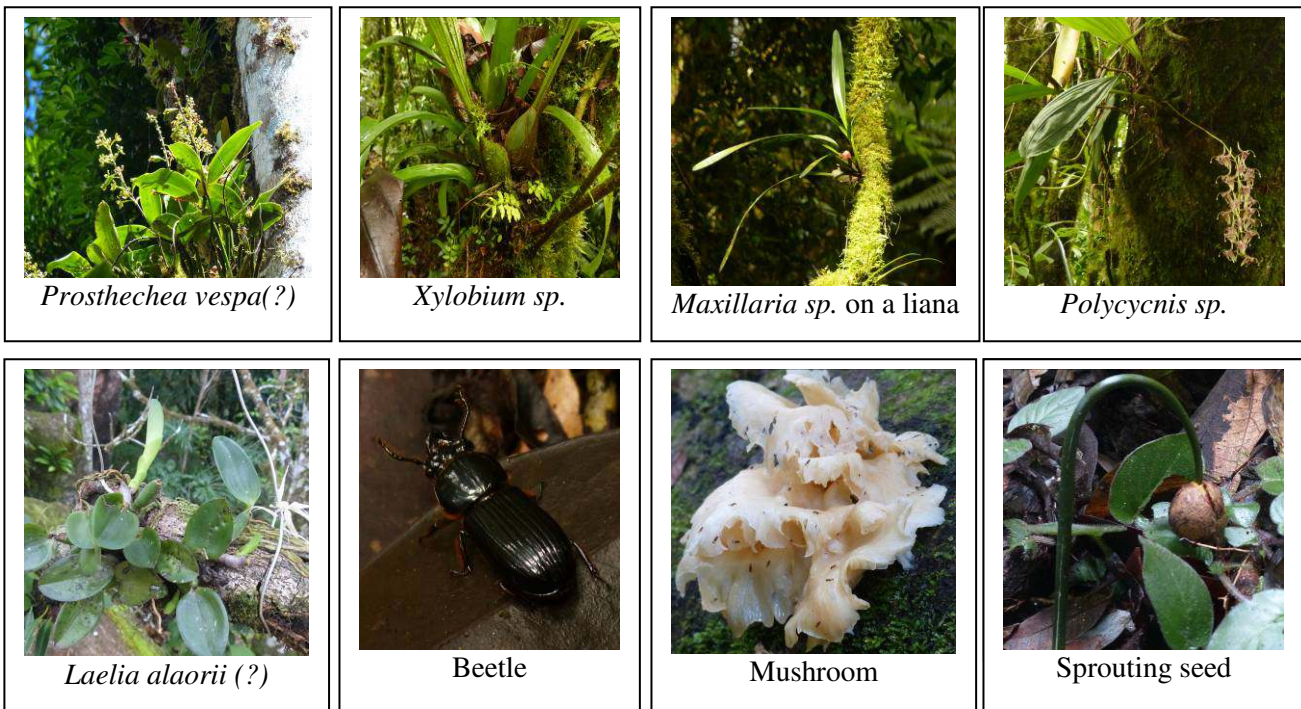 Prosthechea vespa(?)
Xylobium sp.
Maxillaria sp. on a liana
Polycycnis sp.
Laelia alaorii (?)
Beetle
Mushroom
Sprouting seed